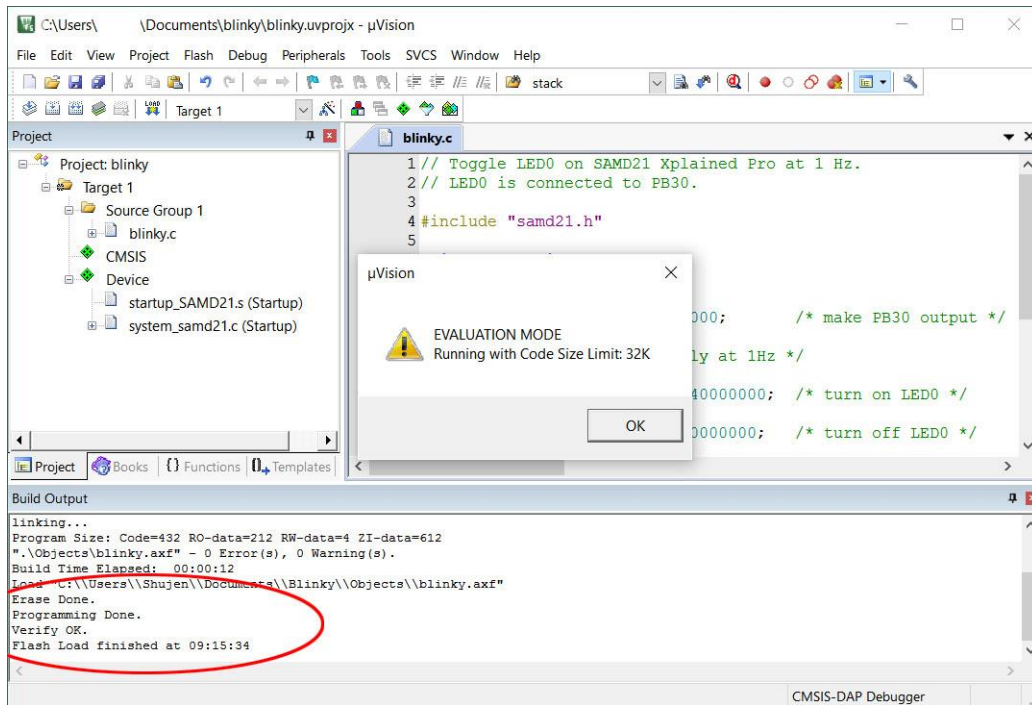 C:\Users\ \Documents\blinky\blinky.uvprojx - µVision
File Edit View Project Flash Debug Peripherals Tools SVCS Window Help
stack
LOAD Target 1
Project
blinky.c
Project: blinky
Target 1
Source Group 1
blinky.c
CMSIS
Device
startup_SAMD21.s (Startup)
system_samd21.c (Startup)
Project Books {} Functions Templates
1 // Toggle LED0 on SAMD21 Xplained Pro at 1 Hz.
2 // LED0 is connected to PB30.
3
4 #include "samd21.h"
5
000; /* make PB30 output */
ly at 1Hz */
40000000; /* turn on LED0 */
0000000; /* turn off LED0 */
µVision
EVALUATION MODE
Running with Code Size Limit: 32K
OK
Build Output
linking...
Program Size: Code=432 RO-data=212 RW-data=4 ZI-data=612
".\Objects\blinky.axf" - 0 Error(s), 0 Warning(s).
Build Time Elapsed: 00:00:12
Load "C:\\Users\\Shujen\\Documents\\Blinky\\Objects\\blinky.axf"
Erase Done.
Programming Done.
Verify OK.
Flash Load finished at 09:15:34
CMSIS-DAP Debugger